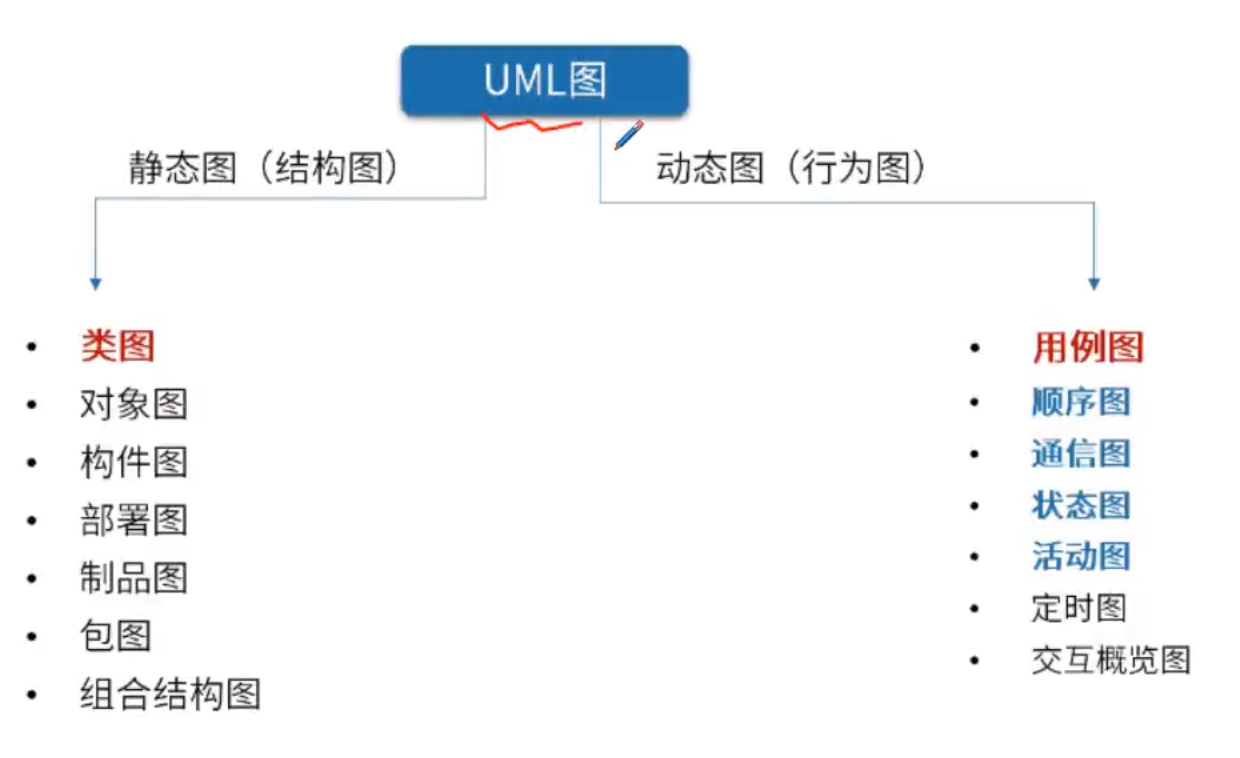 UML图
静态图（结构图）
动态图（行为图）
• 类图
• 对象图
• 构件图
• 部署图
• 制品图
• 包图
• 组合结构图
• 用例图
• 顺序图
• 通信图
• 状态图
• 活动图
• 定时图
• 交互概览图